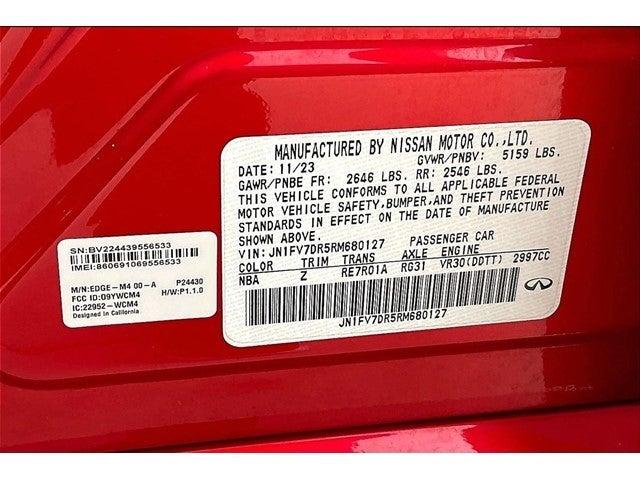 MANUFACTURED BY NISSAN MOTOR CO.,LTD.
DATE: 11/23 GVWR/PNBV: 5159 LBS.
GAWR/PNBE FR: 2646 LBS. RR: 2546 LBS.
THIS VEHICLE CONFORMS TO ALL APPLICABLE FEDERAL
MOTOR VEHICLE SAFETY,BUMPER,AND THEFT PREVENTION
STANDARDS IN EFFECT ON THE DATE OF MANUFACTURE
SHOWN ABOVE.
VIN: JN1FV7DR5RM680127 PASSENGER CAR
COLOR TRIM TRANS AXLE ENGINE
NBA Z RE7R01A RG31 VR30(DDTT) 2997CC
INFINITI
JN1FV7DR5RM680127
SN:BV224439556533
IMEI:860691069556533
M/N:EDGE-M4 00-A P24430
FCC ID:O9YWCM4 H/W:P1.1.0
IC:22952-WCM4
Designed in California